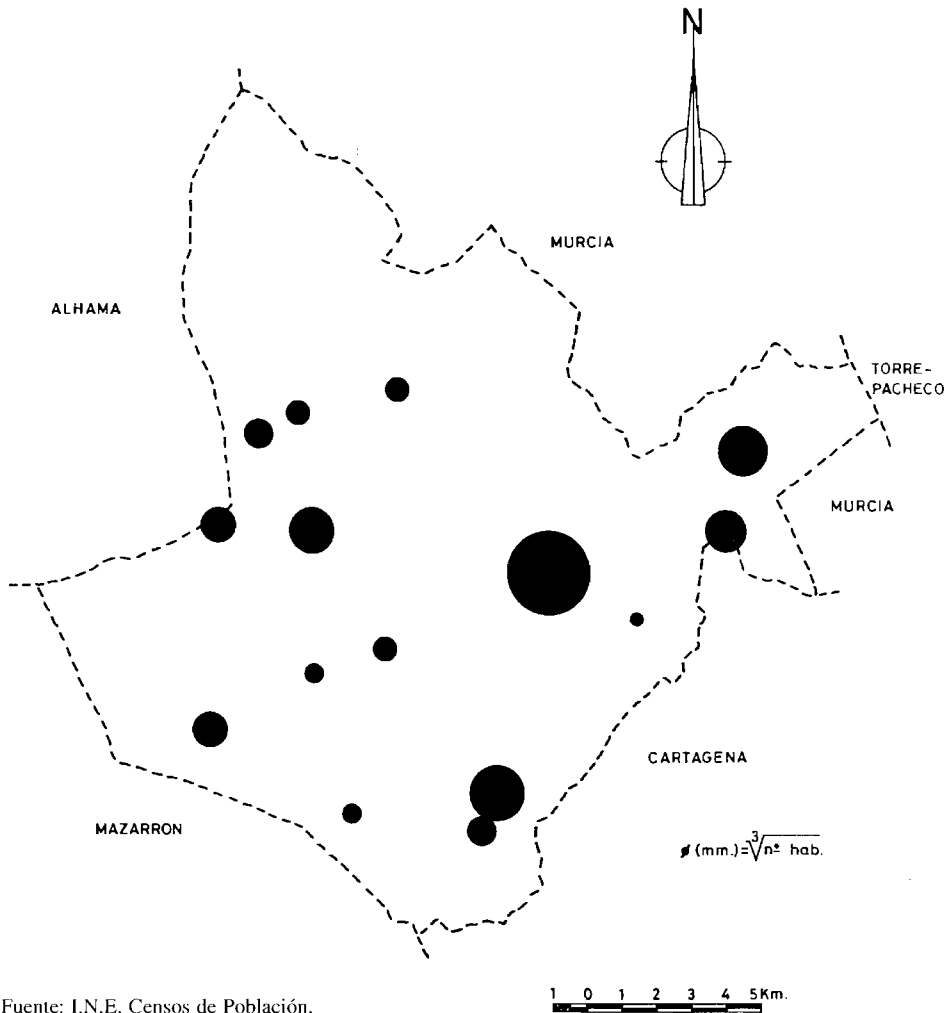 N
MURCIA
ALHAMA
TORRE-
PACHECO
MURCIA
CARTAGENA
MAZARRON
ø (mm.)=³√nº hab.
Fuente: I.N.E. Censos de Población.
1 0 1 2 3 4 5Km.